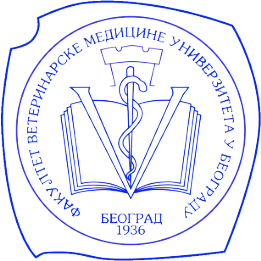 ФАКУЛТЕТ ВЕТЕРИНАРСКЕ МЕДИЦИНЕ УНИВЕРЗИТЕТА У БЕОГРАДУ
V
БЕОГРАД
1936